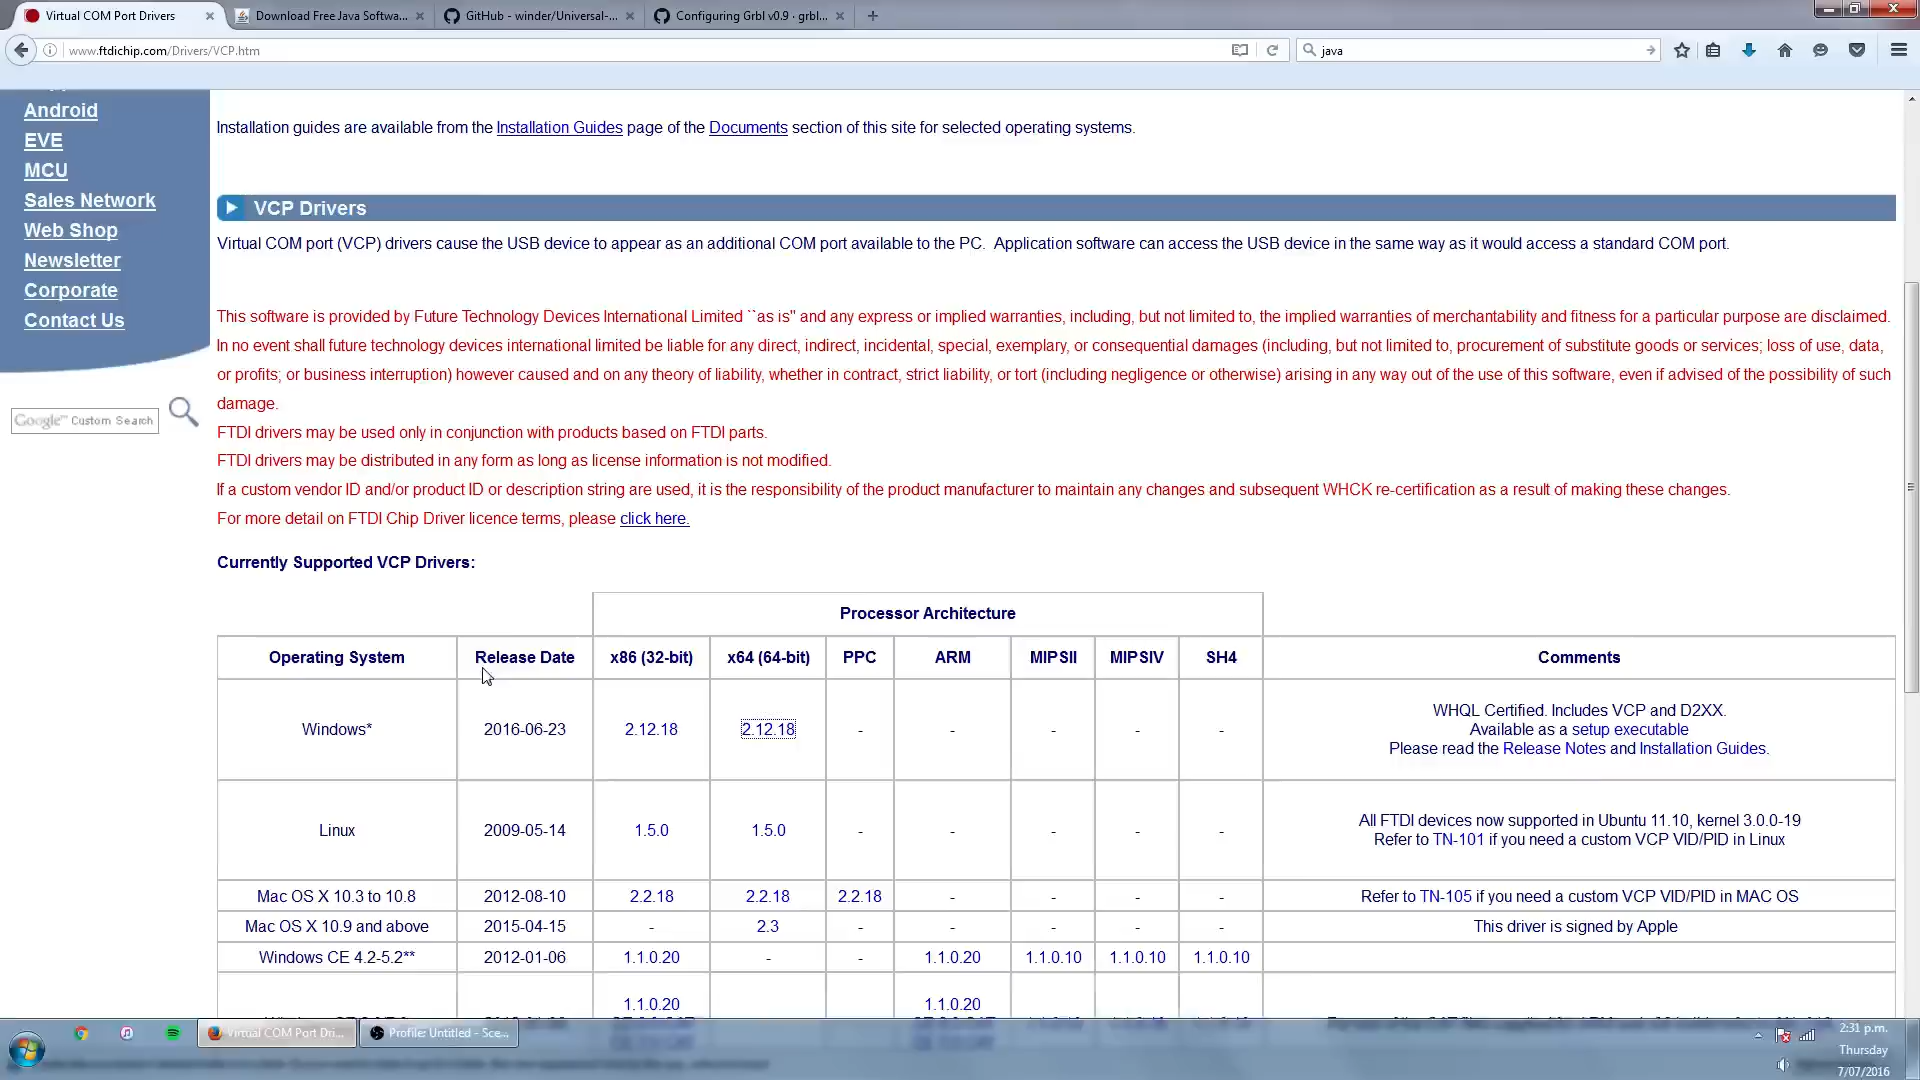 Virtual COM Port Drivers
Download Free Java Softwa...
GitHub - winder/Universal-...
Configuring Grbl v0.9 · grbl...
www.ftdichip.com/Drivers/VCP.htm
java
Android
EVE
MCU
Sales Network
Web Shop
Newsletter
Corporate
Contact Us
Google™ Custom Search
Installation guides are available from the Installation Guides page of the Documents section of this site for selected operating systems.
VCP Drivers
Virtual COM port (VCP) drivers cause the USB device to appear as an additional COM port available to the PC.  Application software can access the USB device in the same way as it would access a standard COM port.
This software is provided by Future Technology Devices International Limited ``as is'' and any express or implied warranties, including, but not limited to, the implied warranties of merchantability and fitness for a particular purpose are disclaimed.
In no event shall future technology devices international limited be liable for any direct, indirect, incidental, special, exemplary, or consequential damages (including, but not limited to, procurement of substitute goods or services; loss of use, data,
or profits; or business interruption) however caused and on any theory of liability, whether in contract, strict liability, or tort (including negligence or otherwise) arising in any way out of the use of this software, even if advised of the possibility of such
damage.
FTDI drivers may be used only in conjunction with products based on FTDI parts.
FTDI drivers may be distributed in any form as long as license information is not modified.
If a custom vendor ID and/or product ID or description string are used, it is the responsibility of the product manufacturer to maintain any changes and subsequent WHCK re-certification as a result of making these changes.
For more detail on FTDI Chip Driver licence terms, please click here.
Currently Supported VCP Drivers:
Processor Architecture
Operating System Release Date x86 (32-bit) x64 (64-bit) PPC ARM MIPSII MIPSIV SH4 Comments
WHQL Certified. Includes VCP and D2XX.
Windows* 2016-06-23 2.12.18 2.12.18 - - - - - Available as a setup executable
Please read the Release Notes and Installation Guides.
All FTDI devices now supported in Ubuntu 11.10, kernel 3.0.0-19
Linux 2009-05-14 1.5.0 1.5.0 - - - - -
Refer to TN-101 if you need a custom VCP VID/PID in Linux
Mac OS X 10.3 to 10.8 2012-08-10 2.2.18 2.2.18 2.2.18 - - - - Refer to TN-105 if you need a custom VCP VID/PID in MAC OS
Mac OS X 10.9 and above 2015-04-15 - 2.3 - - - - - This driver is signed by Apple
Windows CE 4.2-5.2** 2012-01-06 1.1.0.20 - - 1.1.0.20 1.1.0.10 1.1.0.10 1.1.0.10
1.1.0.20 1.1.0.20
Virtual COM Port Dri...
Profile: Untitled - Sce...
2:31 p.m.
Thursday
7/07/2016